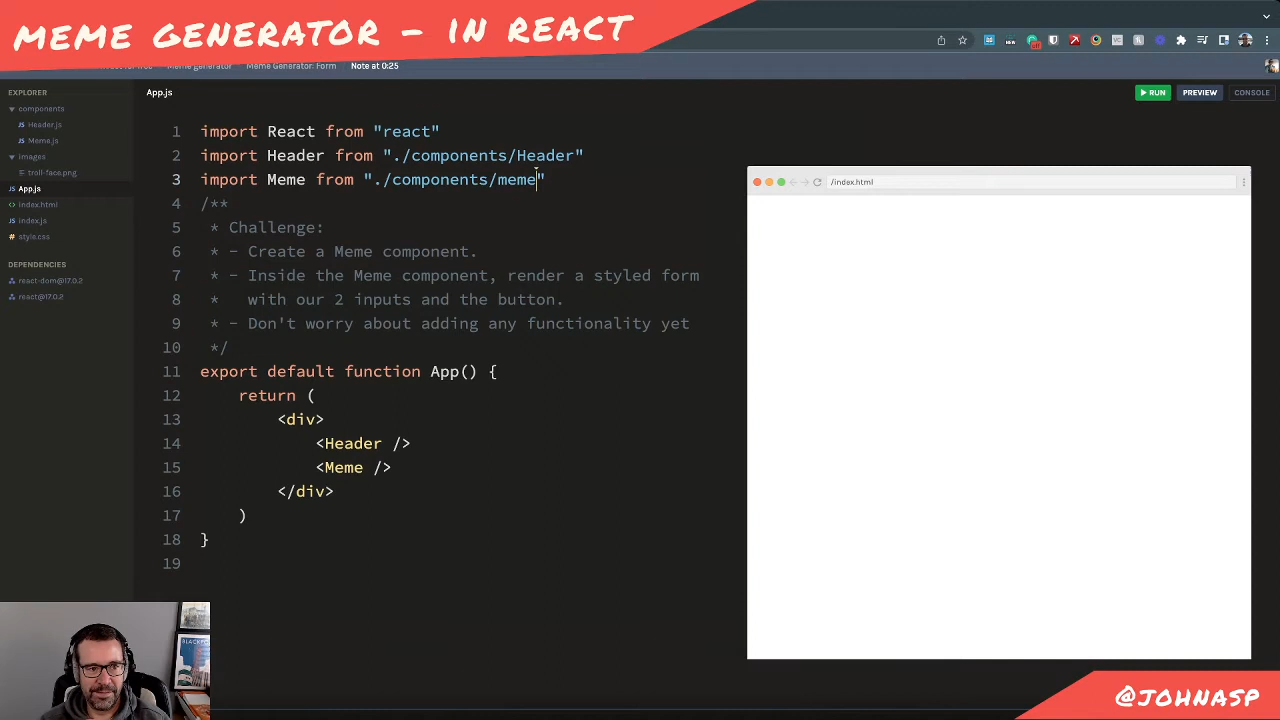 MEME GENERATOR - IN REACT
Meme generator
Meme Generator: Form
Note at 0:25
EXPLORER
components
Header.js
Meme.js
images
troll-face.png
App.js
index.html
index.js
style.css
DEPENDENCIES
react-dom@17.0.2
react@17.0.2
App.js
RUN
PREVIEW
CONSOLE
1 import React from "react"
2 import Header from "./components/Header"
3 import Meme from "./components/meme"
4 /**
5 * Challenge:
6 * - Create a Meme component.
7 * - Inside the Meme component, render a styled form
8 * with our 2 inputs and the button.
9 * - Don't worry about adding any functionality yet
10 */
11 export default function App() {
12 return (
13 <div>
14 <Header />
15 <Meme />
16 </div>
17 )
18 }
19
/index.html
@JOHNASP